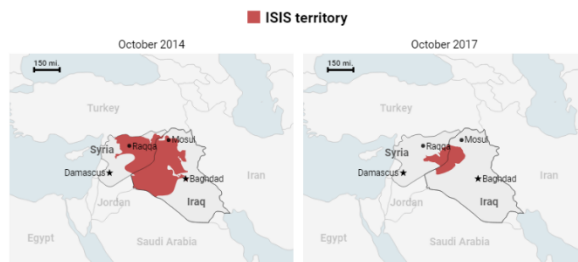 ISIS territory
October 2014
150 mi.
Turkey
Mosul
Raqqa
Syria
Damascus
Baghdad
Iran
Iraq
Jordan
Egypt
Saudi Arabia
October 2017
150 mi.
Turkey
Mosul
Raqqa
Syria
Damascus
Baghdad
Iran
Iraq
Jordan
Egypt
Saudi Arabia